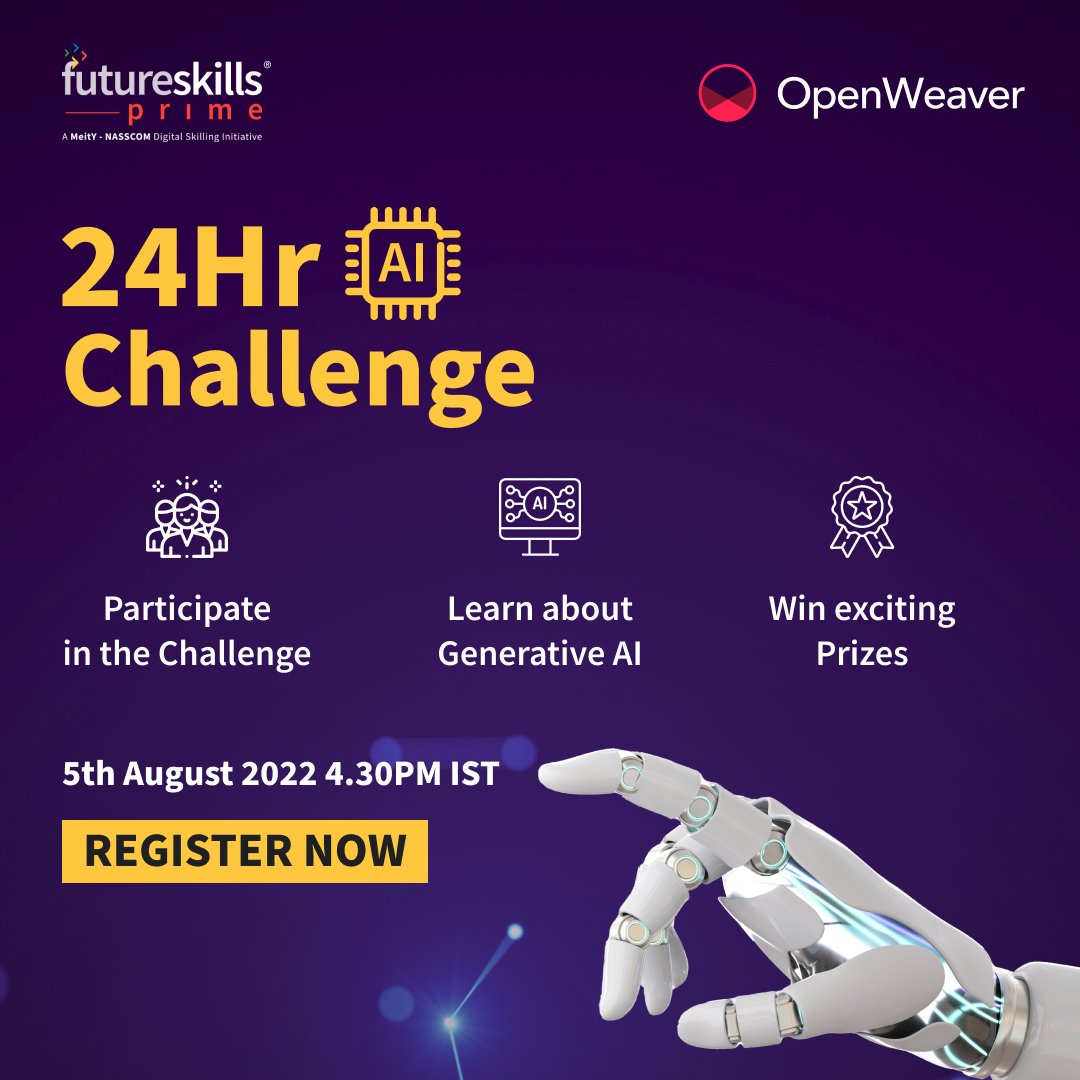 futureskills®
prime
A MeitY - NASSCOM Digital Skilling Initiative
OpenWeaver
24Hr AI
Challenge
AI
Participate
in the Challenge
Learn about
Generative AI
Win exciting
Prizes
5th August 2022 4.30PM IST
REGISTER NOW